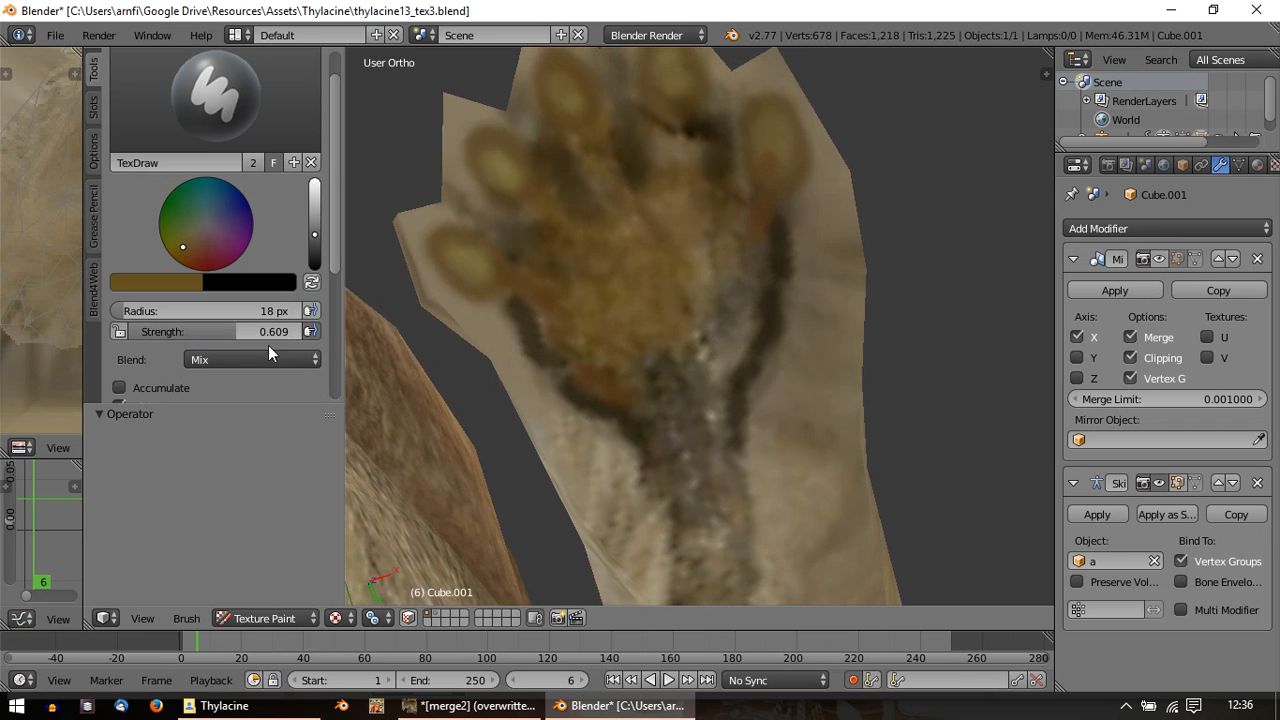 Blender* [C:\Users\arnfi\Google Drive\Resources\Assets\Thylacine\thylacine13_tex3.blend]
File Render Window Help Default Scene Blender Render v2.77 | Verts:678 | Faces:1,218 | Tris:1,225 | Objects:1/1 | Lamps:0/0 | Mem:46.31M | Cube.001
User Ortho
View Search All Scenes
Scene
RenderLayers
World
Tools
Slots
Options
Grease Pencil
Blend4Web
TexDraw 2 F
Radius: 18 px
Strength: 0.609
Blend: Mix
Accumulate
Operator
Cube.001
Add Modifier
Mi
Apply Copy
Axis: Options: Textures:
X Merge U
Y Clipping V
Z Vertex G
Merge Limit: 0.001000
Mirror Object:
Ski
Apply Apply as S... Copy
Object: Bind To:
a Vertex Groups
Preserve Vol... Bone Envelo...
Multi Modifier
View
0.05
0.00
6
View
(6) Cube.001
View Brush Texture Paint
-40 -20 0 20 40 60 80 100 120 140 160 180 200 220 240 260 280
View Marker Frame Playback Start: 1 End: 250 6 No Sync
Thylacine *[merge2] (overwritte... Blender* [C:\Users\ar... 12:36